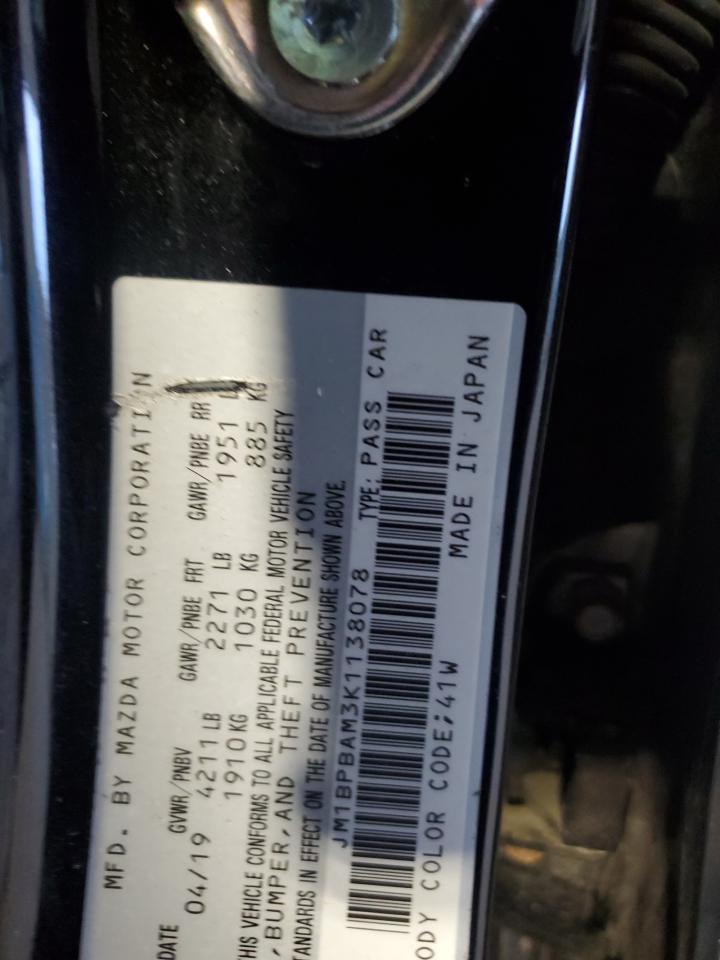 MFD. BY MAZDA MOTOR CORPORATION
DATE GVWR/PNBV GAWR/PNBE FRT GAWR/PNBE RR
04/19 4211 LB 2271 LB 1951 L
1910 KG 1030 KG 885 KG
HIS VEHICLE CONFORMS TO ALL APPLICABLE FEDERAL MOTOR VEHICLE SAFETY
, BUMPER, AND THEFT PREVENTION
TANDARDS IN EFFECT ON THE DATE OF MANUFACTURE SHOWN ABOVE.
JM1BPBAM3K1138078 TYPE: PASS CAR
ODY COLOR CODE; 41W MADE IN JAPAN